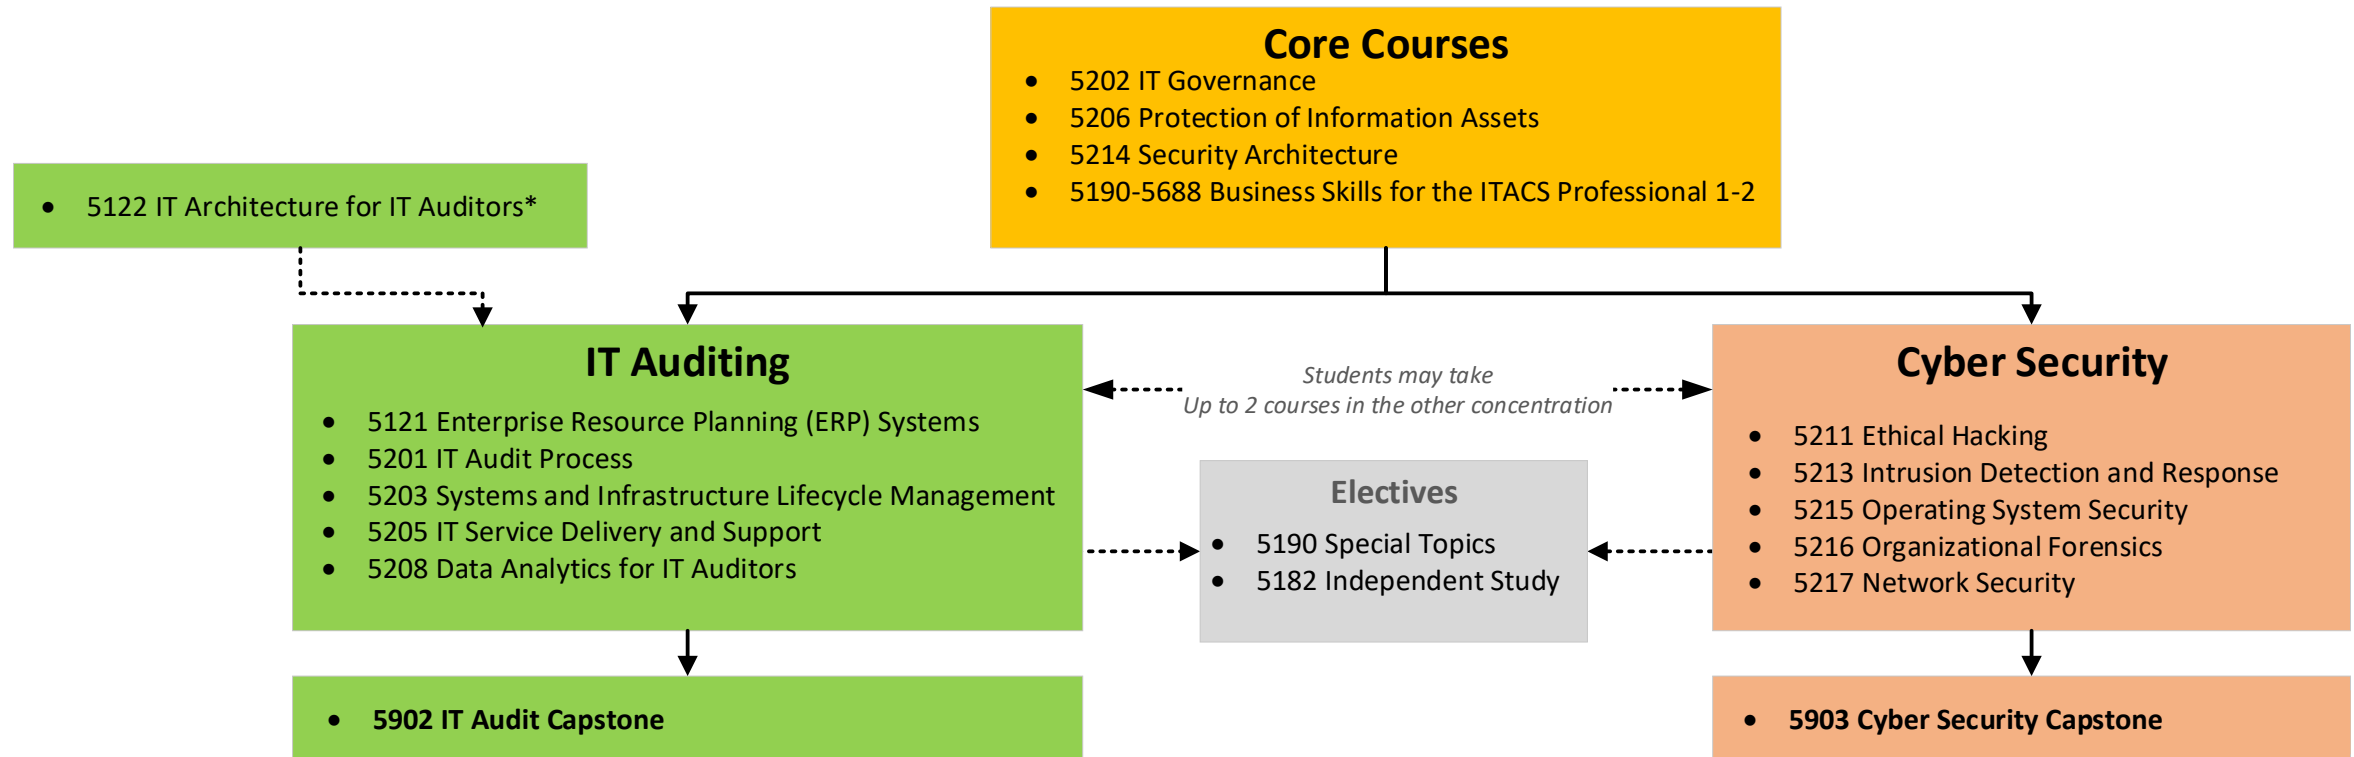 Core Courses
• 5202 IT Governance
• 5206 Protection of Information Assets
• 5214 Security Architecture
• 5190-5688 Business Skills for the ITACS Professional 1-2
• 5122 IT Architecture for IT Auditors*
IT Auditing
• 5121 Enterprise Resource Planning (ERP) Systems
• 5201 IT Audit Process
• 5203 Systems and Infrastructure Lifecycle Management
• 5205 IT Service Delivery and Support
• 5208 Data Analytics for IT Auditors
Students may take
Up to 2 courses in the other concentration
Electives
• 5190 Special Topics
• 5182 Independent Study
Cyber Security
• 5211 Ethical Hacking
• 5213 Intrusion Detection and Response
• 5215 Operating System Security
• 5216 Organizational Forensics
• 5217 Network Security
• 5902 IT Audit Capstone
• 5903 Cyber Security Capstone